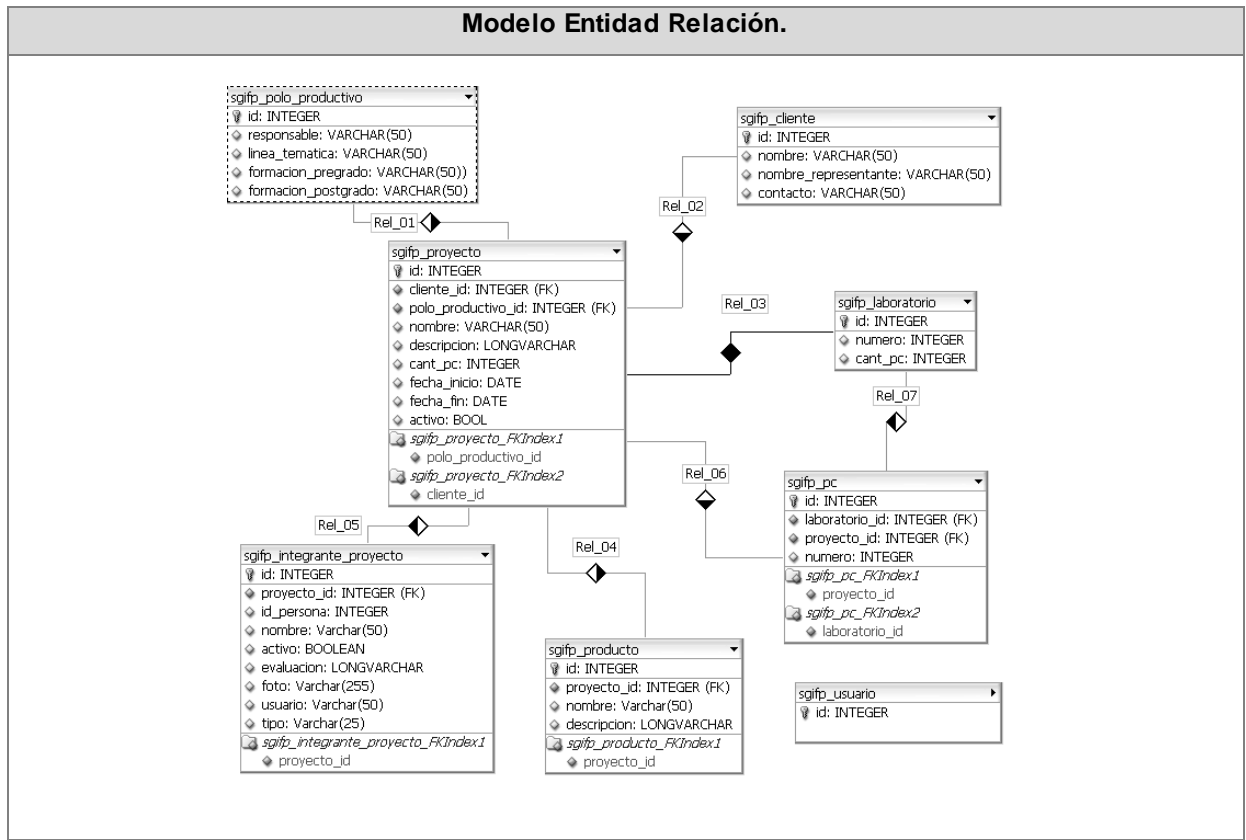 Modelo Entidad Relación.
sgifp_polo_productivo
id: INTEGER
responsable: VARCHAR(50)
linea_tematica: VARCHAR(50)
formacion_pregrado: VARCHAR(50))
formacion_postgrado: VARCHAR(50)
sgifp_cliente
id: INTEGER
nombre: VARCHAR(50)
nombre_representante: VARCHAR(50)
contacto: VARCHAR(50)
Rel_01
Rel_02
sgifp_proyecto
id: INTEGER
cliente_id: INTEGER (FK)
polo_productivo_id: INTEGER (FK)
nombre: VARCHAR(50)
descripcion: LONGVARCHAR
cant_pc: INTEGER
fecha_inicio: DATE
fecha_fin: DATE
activo: BOOL
sgifp_proyecto_FKIndex1
polo_productivo_id
sgifp_proyecto_FKIndex2
cliente_id
Rel_03
sgifp_laboratorio
id: INTEGER
numero: INTEGER
cant_pc: INTEGER
Rel_07
Rel_06
sgifp_pc
id: INTEGER
laboratorio_id: INTEGER (FK)
proyecto_id: INTEGER (FK)
numero: INTEGER
sgifp_pc_FKIndex1
proyecto_id
sgifp_pc_FKIndex2
laboratorio_id
Rel_05
Rel_04
sgifp_integrante_proyecto
id: INTEGER
proyecto_id: INTEGER (FK)
id_persona: INTEGER
nombre: Varchar(50)
activo: BOOLEAN
evaluacion: LONGVARCHAR
foto: Varchar(255)
usuario: Varchar(50)
tipo: Varchar(25)
sgifp_integrante_proyecto_FKIndex1
proyecto_id
sgifp_producto
id: INTEGER
proyecto_id: INTEGER (FK)
nombre: Varchar(50)
descripcion: LONGVARCHAR
sgifp_producto_FKIndex1
proyecto_id
sgifp_usuario
id: INTEGER